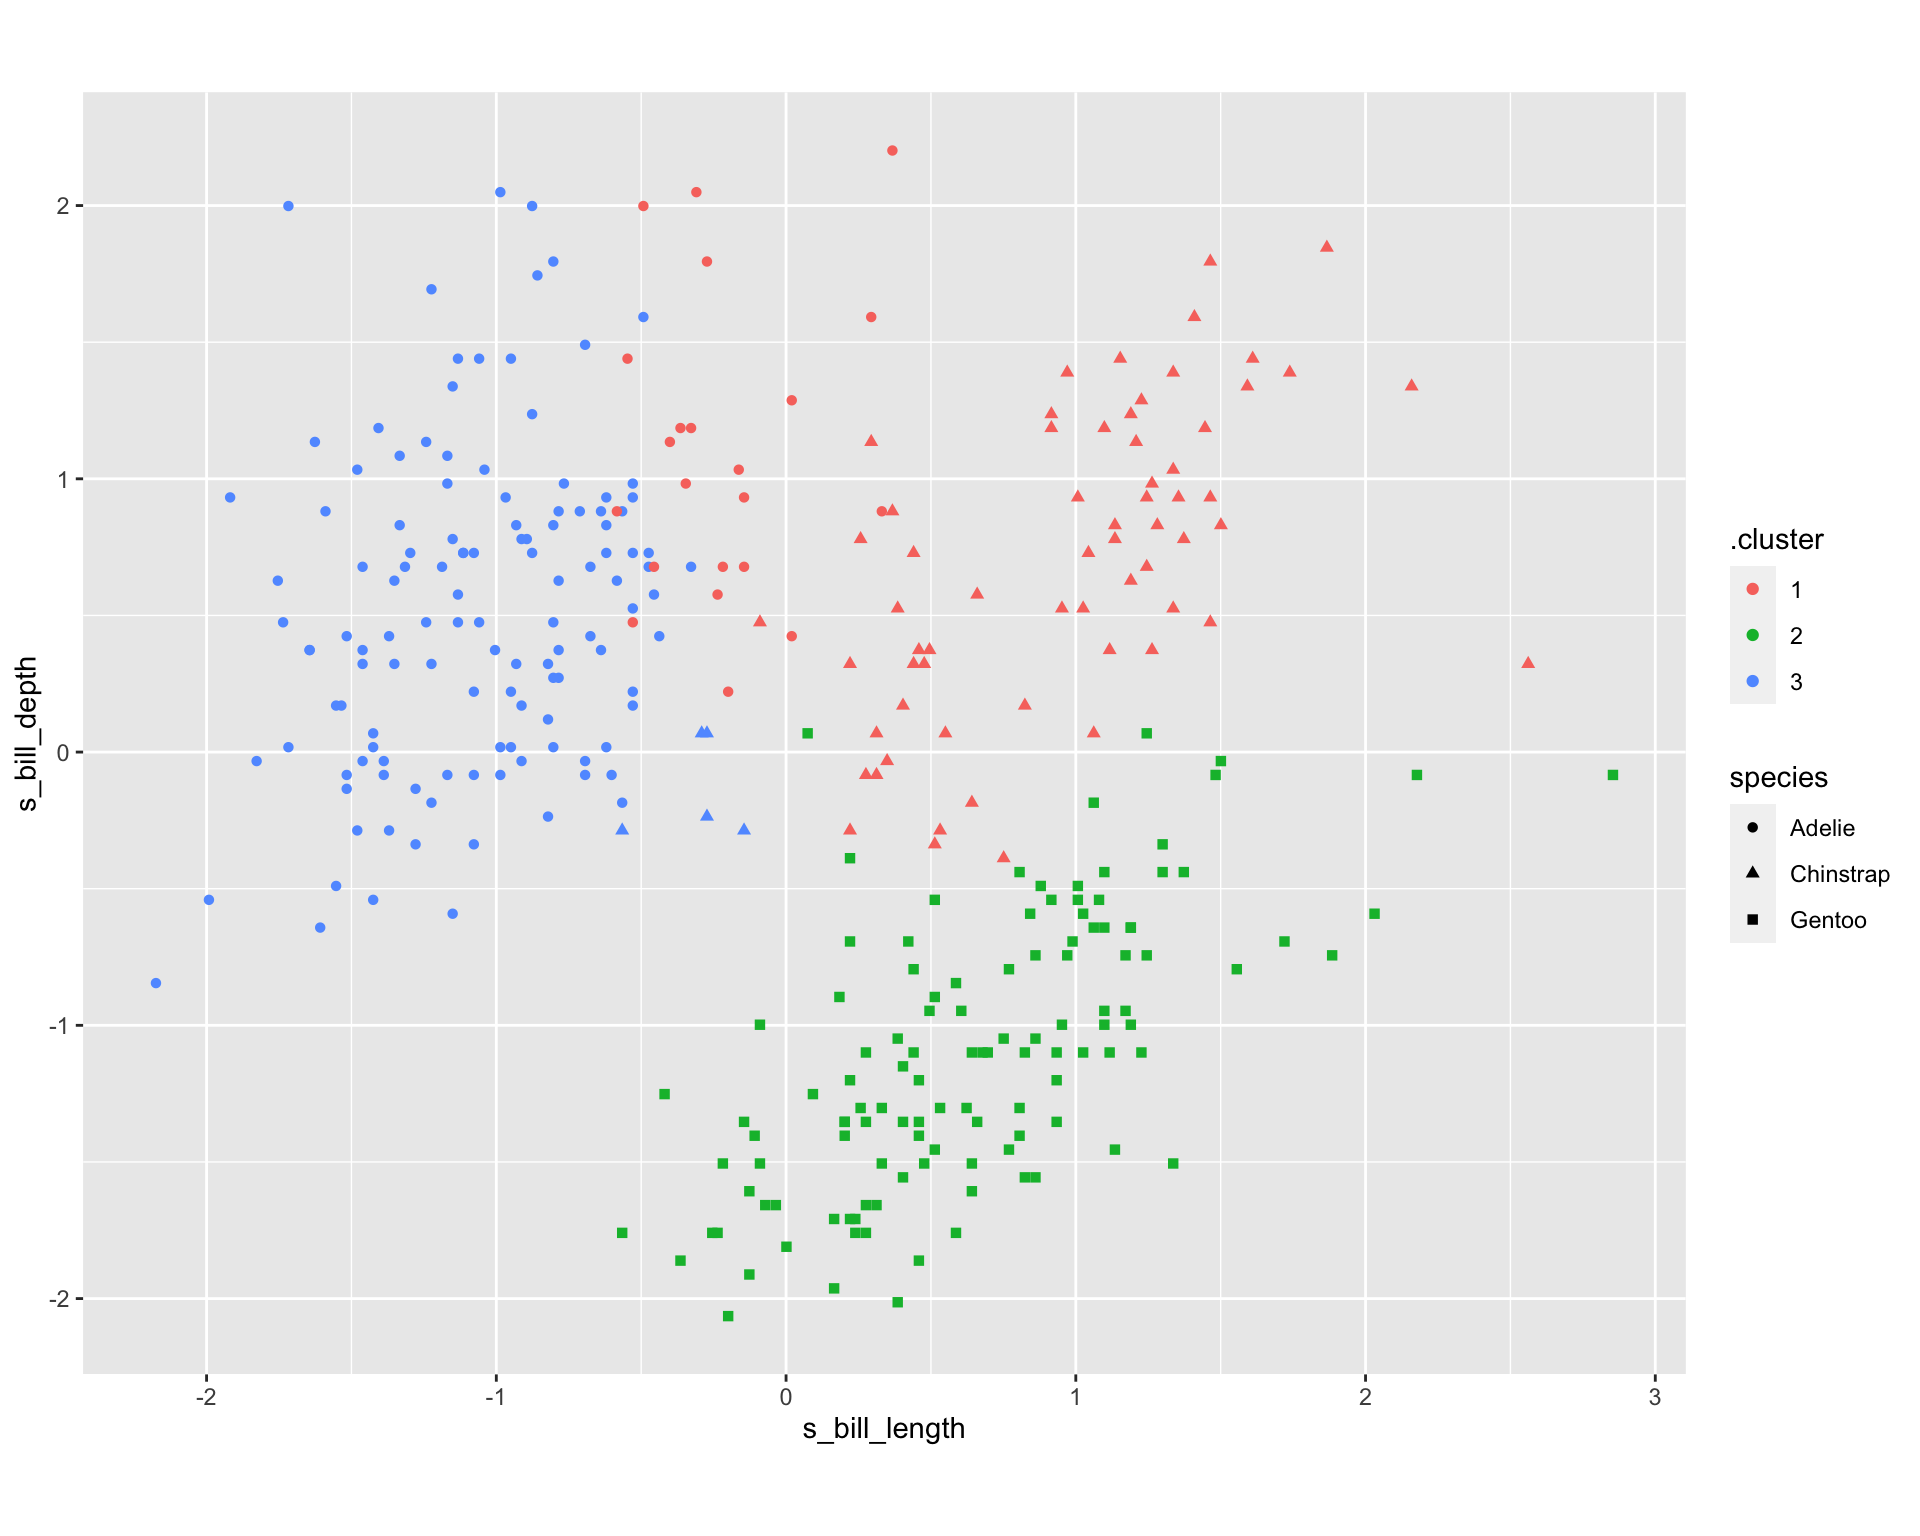 2
1
0
-1
-2
s_bill_depth
-2
-1
0
1
2
3
s_bill_length
.cluster
1
2
3
species
Adelie
Chinstrap
Gentoo